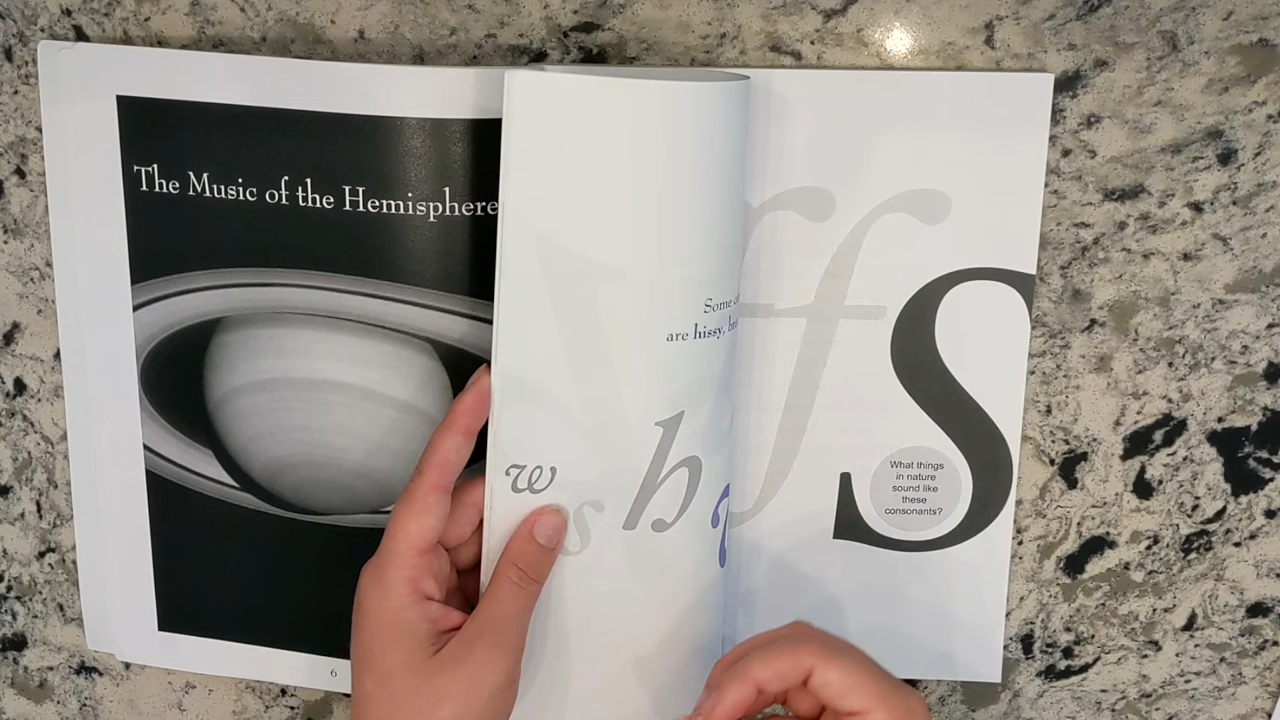 The Music of the Hemisphere
6
Some
are hissy,
w
s
h
f
f
S
What things
in nature
sound like
these
consonants?